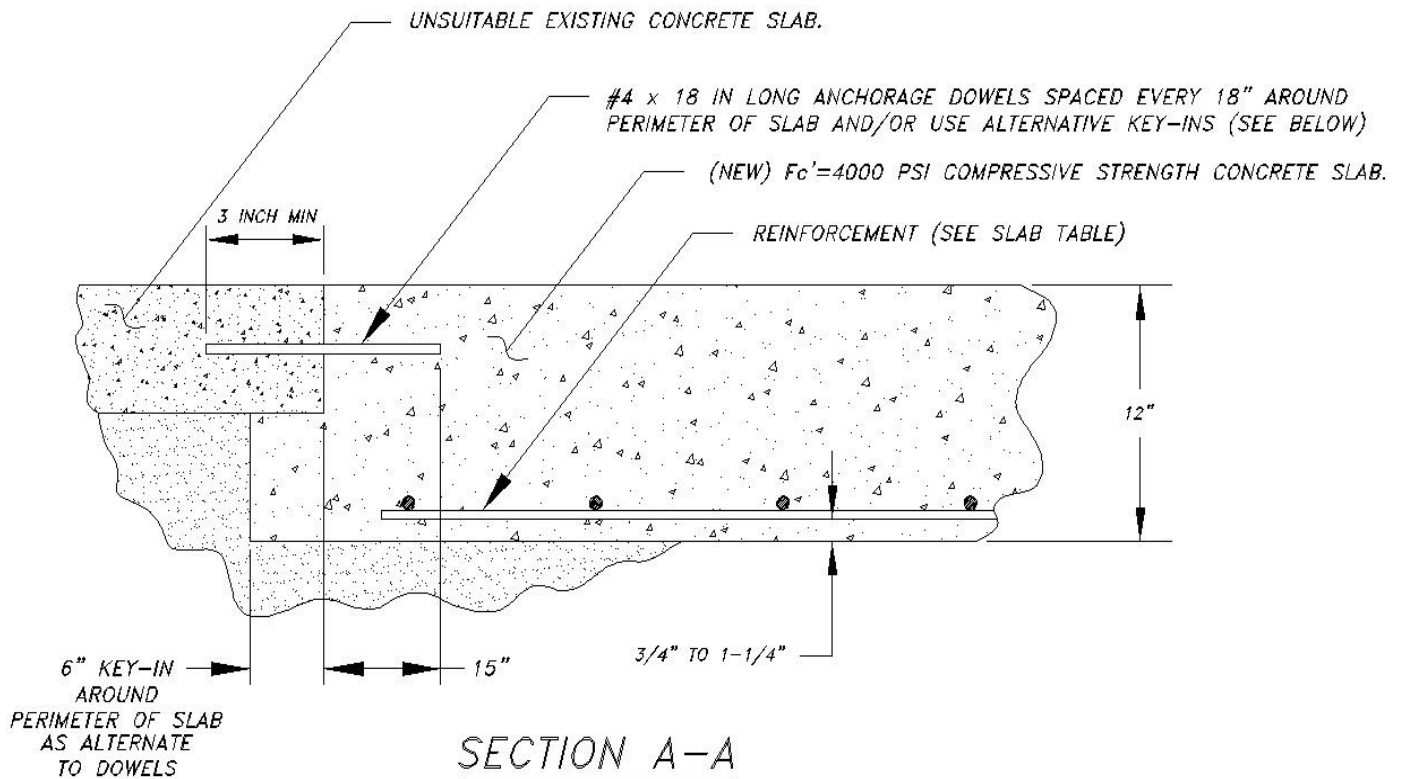 UNSUITABLE EXISTING CONCRETE SLAB.
#4 x 18 IN LONG ANCHORAGE DOWELS SPACED EVERY 18" AROUND
PERIMETER OF SLAB AND/OR USE ALTERNATIVE KEY-INS (SEE BELOW)
(NEW) Fc'=4000 PSI COMPRESSIVE STRENGTH CONCRETE SLAB.
3 INCH MIN
REINFORCEMENT (SEE SLAB TABLE)
12"
6" KEY-IN
AROUND
PERIMETER OF SLAB
AS ALTERNATE
TO DOWELS
15"
3/4" TO 1-1/4"
SECTION A-A